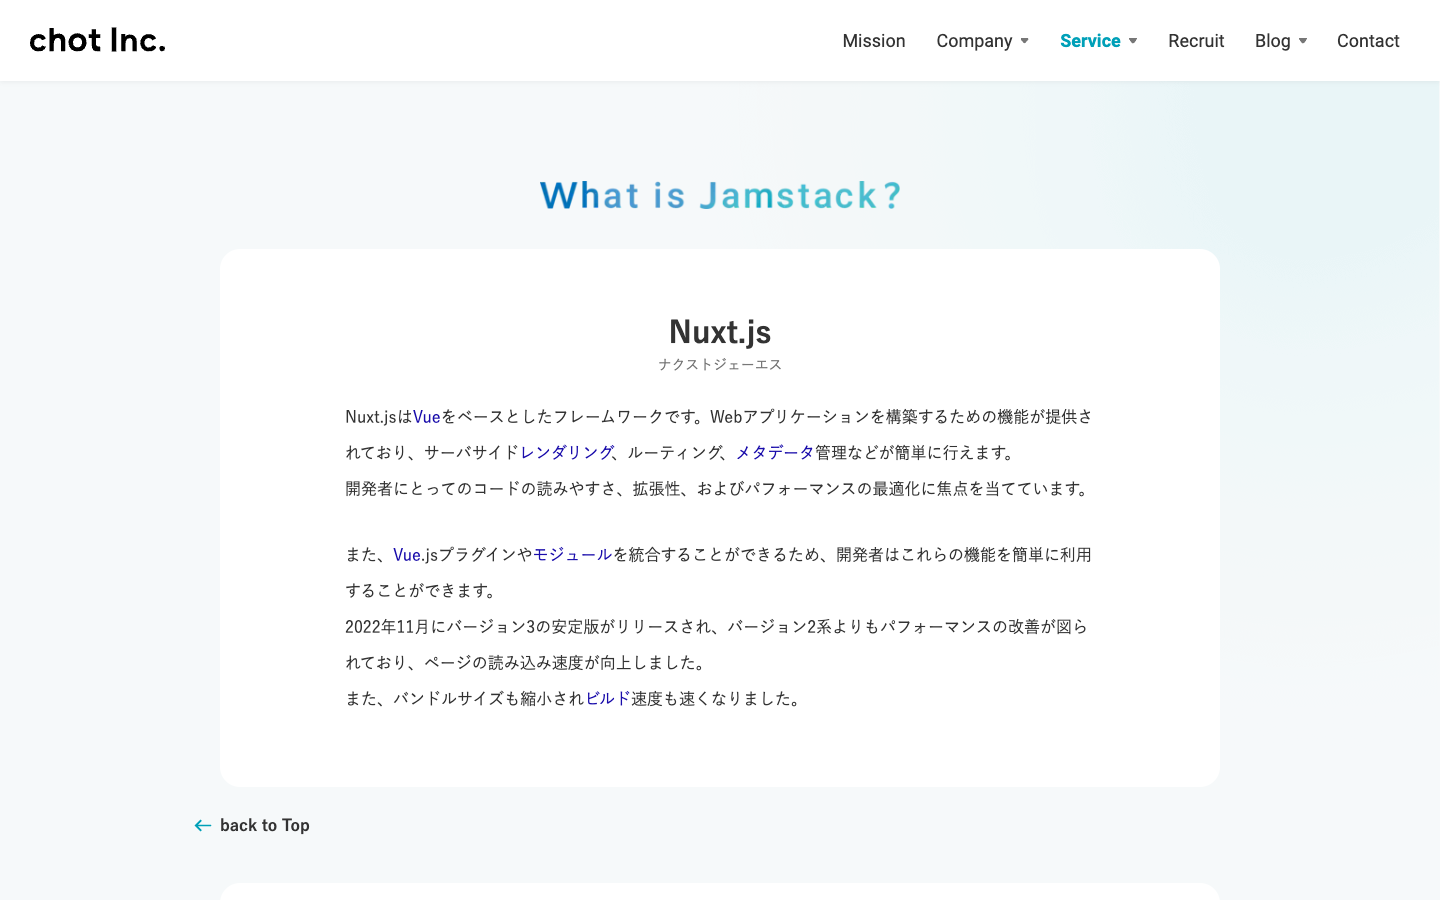 chot Inc.
Mission Company Service Recruit Blog Contact
What is Jamstack?
Nuxt.js
ナクストジェーエス
Nuxt.jsはVueをベースとしたフレームワークです。Webアプリケーションを構築するための機能が提供さ
れており、サーバサイドレンダリング、ルーティング、メタデータ管理などが簡単に行えます。
開発者にとってのコードの読みやすさ、拡張性、およびパフォーマンスの最適化に焦点を当てています。
また、Vue.jsプラグインやモジュールを統合することができるため、開発者はこれらの機能を簡単に利用
することができます。
2022年11月にバージョン3の安定版がリリースされ、バージョン2系よりもパフォーマンスの改善が図ら
れており、ページの読み込み速度が向上しました。
また、バンドルサイズも縮小されビルド速度も速くなりました。
back to Top